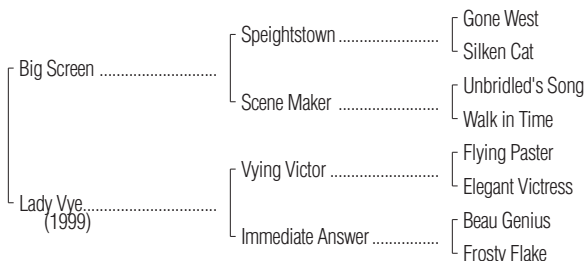 Gone West
Speightstown ..............................
Silken Cat
Big Screen ...................................
Unbridled's Song
Scene Maker ..............................
Walk in Time
Flying Paster
Vying Victor ................................
Elegant Victress
Lady Vye........................................
(1999)
Beau Genius
Immediate Answer ....................
Frosty Flake